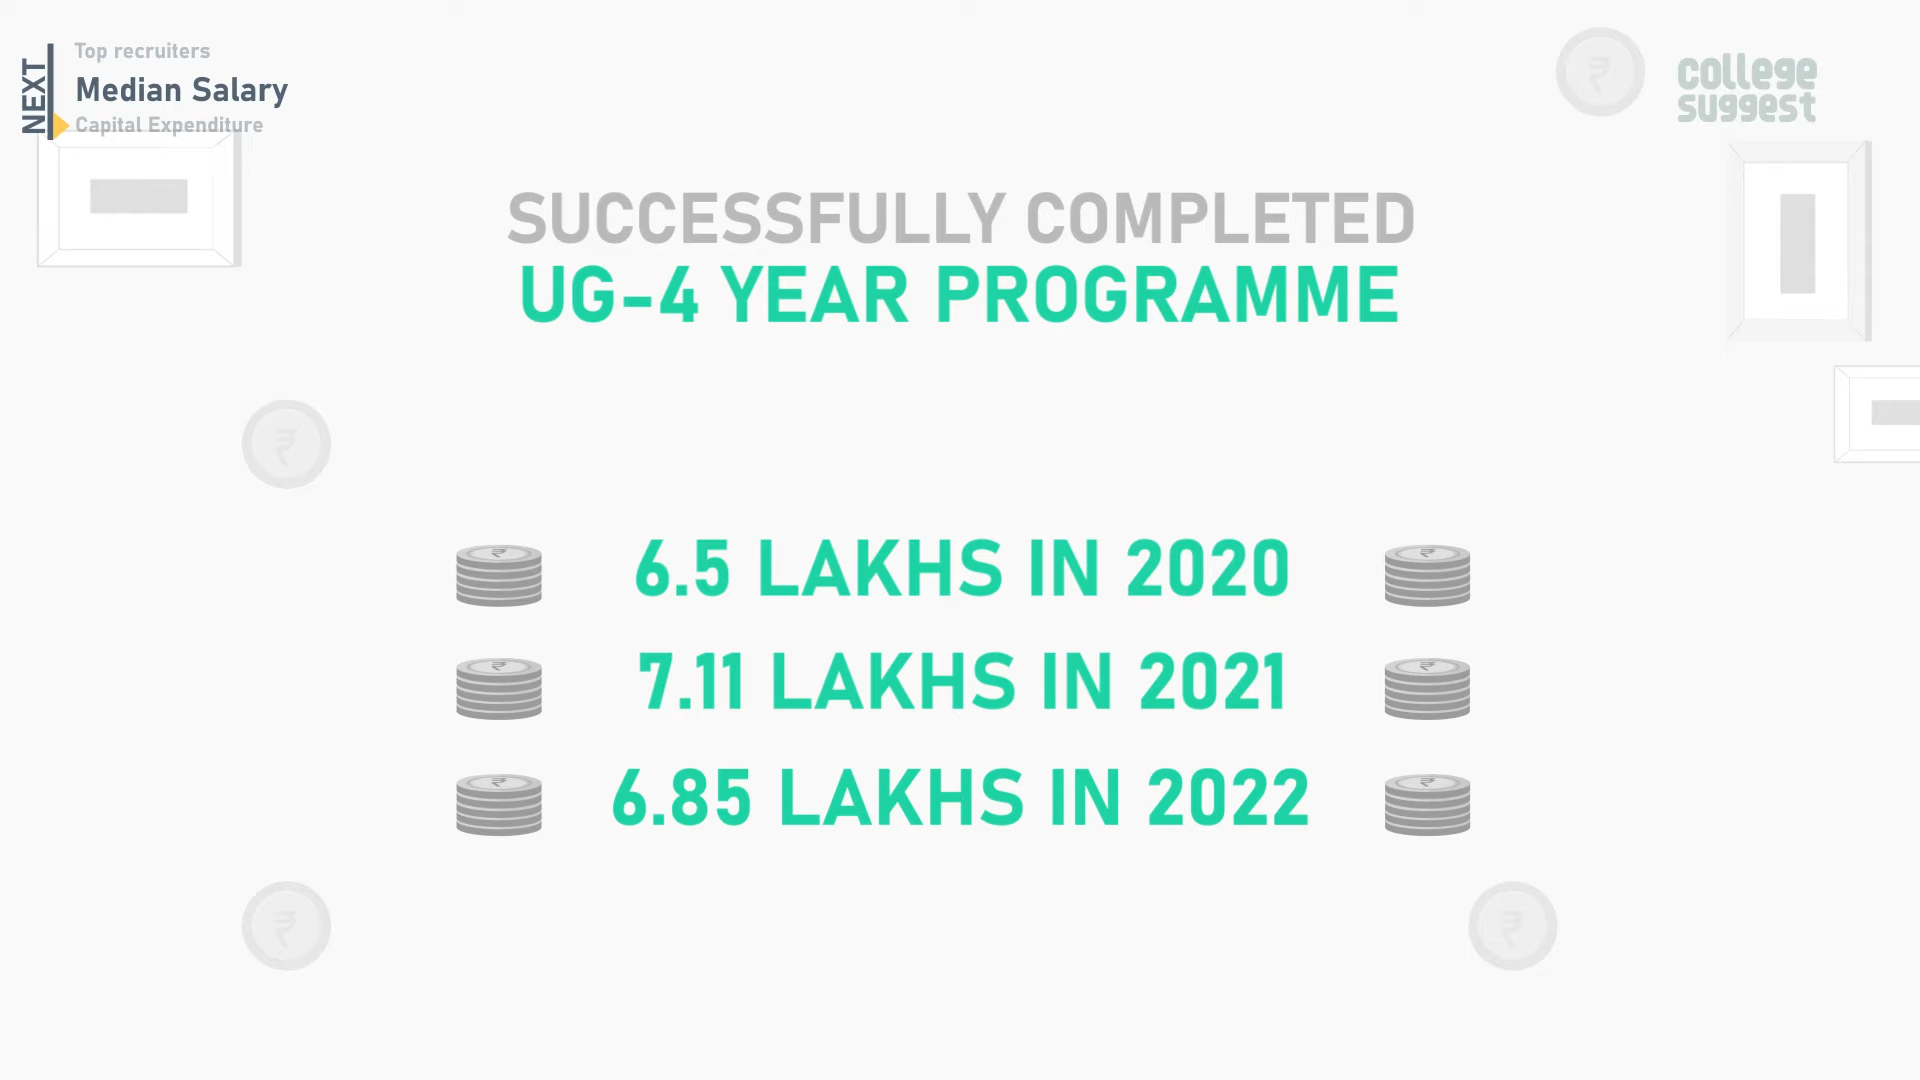 NEXT
Top recruiters
Median Salary
Capital Expenditure
college
suggest
SUCCESSFULLY COMPLETED
UG-4 YEAR PROGRAMME
₹
₹
₹ 6.5 LAKHS IN 2020 ₹
₹ 7.11 LAKHS IN 2021 ₹
₹ 6.85 LAKHS IN 2022 ₹
₹ ₹